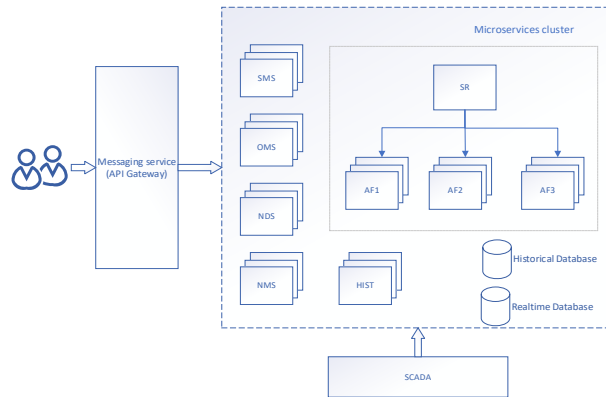 Microservices cluster
SMS
SR
Messaging service
(API Gateway)
OMS
AF1
AF2
AF3
NDS
Historical Database
NMS
HIST
Realtime Database
SCADA